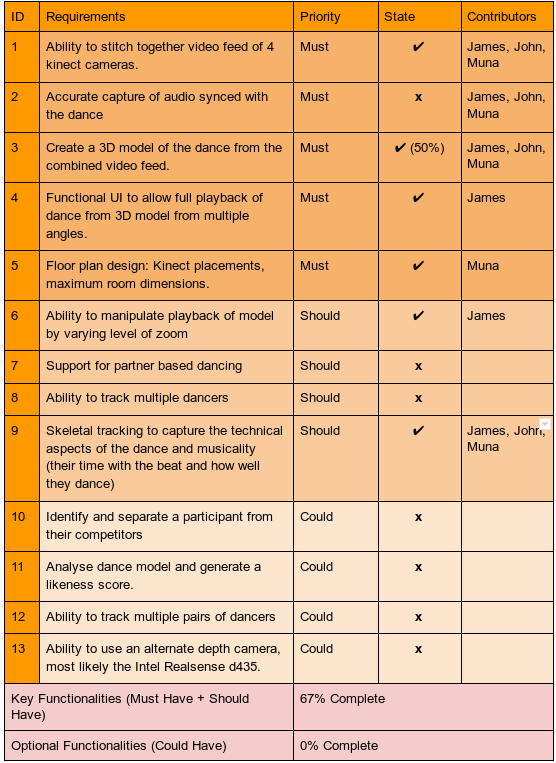 ID Requirements Priority State Contributors
1 Ability to stitch together video feed of 4 Must ✔ James, John,
kinect cameras. Muna
2 Accurate capture of audio synced with Must x James, John,
the dance Muna
3 Create a 3D model of the dance from the Must ✔ (50%) James, John,
combined video feed. Muna
4 Functional UI to allow full playback of Must ✔ James
dance from 3D model from multiple
angles.
5 Floor plan design: Kinect placements, Must ✔ Muna
maximum room dimensions.
6 Ability to manipulate playback of model Should ✔ James
by varying level of zoom
7 Support for partner based dancing Should x
8 Ability to track multiple dancers Should x
9 Skeletal tracking to capture the technical Should ✔ James, John,
aspects of the dance and musicality Muna
(their time with the beat and how well
they dance)
10 Identify and separate a participant from Could x
their competitors
11 Analyse dance model and generate a Could x
likeness score.
12 Ability to track multiple pairs of dancers Could x
13 Ability to use an alternate depth camera, Could x
most likely the Intel Realsense d435.
Key Functionalities (Must Have + Should 67% Complete
Have)
Optional Functionalities (Could Have) 0% Complete